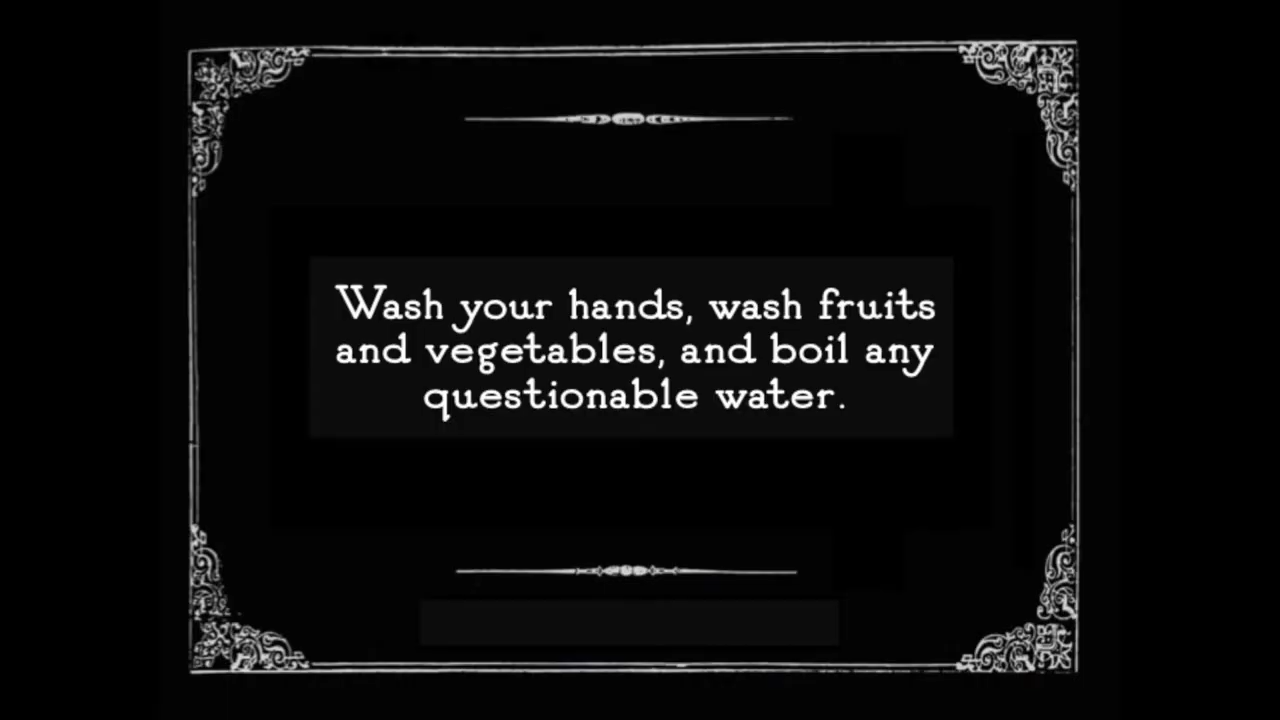 Wash your hands, wash fruits
and vegetables, and boil any
questionable water.